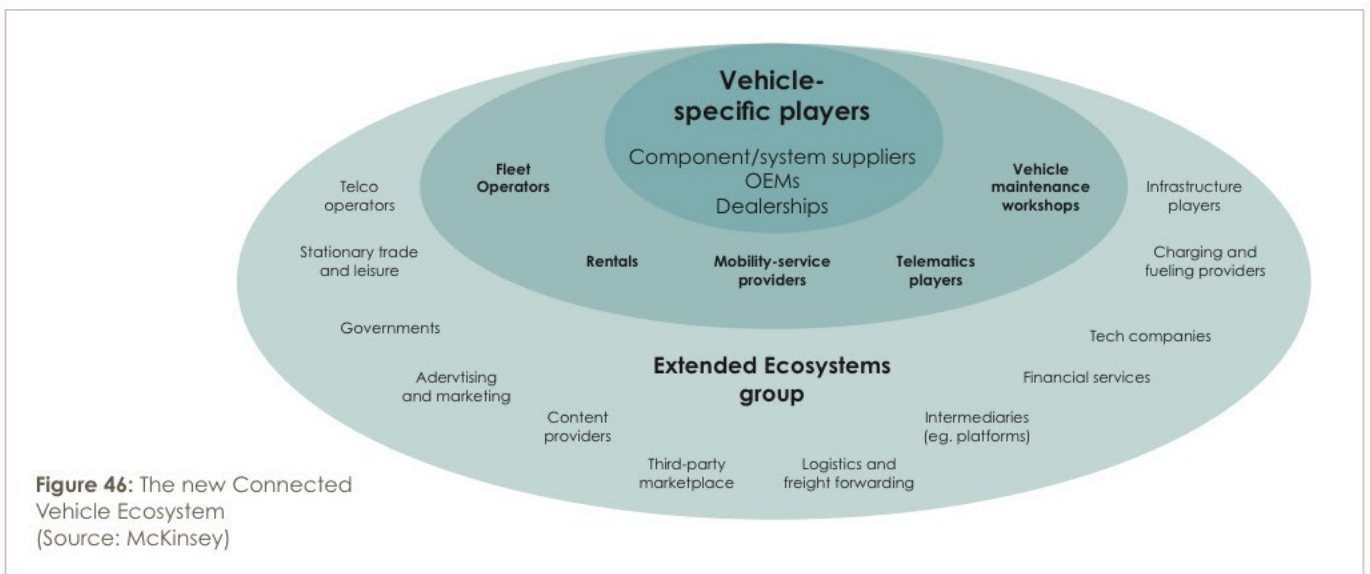 Vehicle-
specific players
Component/system suppliers
OEMs
Dealerships
Fleet
Operators
Rentals
Mobility-service
providers
Telematics
players
Vehicle
maintenance
workshops
Telco
operators
Stationary trade
and leisure
Governments
Adervtising
and marketing
Content
providers
Third-party
marketplace
Logistics and
freight forwarding
Intermediaries
(eg. platforms)
Financial services
Tech companies
Charging and
fueling providers
Infrastructure
players
Extended Ecosystems
group
Figure 46: The new Connected
Vehicle Ecosystem
(Source: McKinsey)